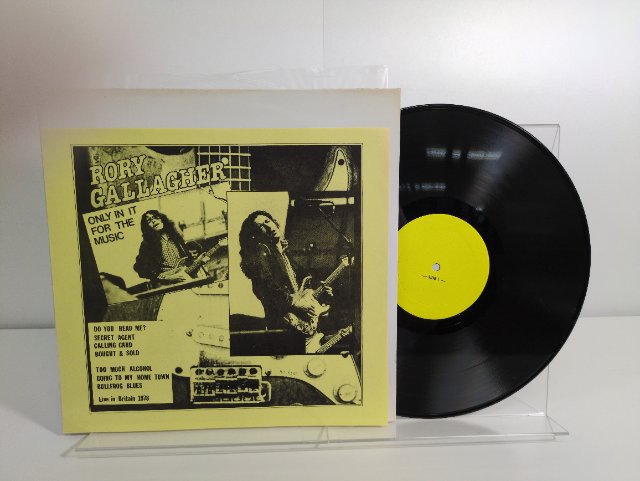 RORY
GALLAGHER
ONLY IN IT
FOR THE
MUSIC
DO YOU READ ME?
SECRET AGENT
CALLING CARD
BOUGHT & SOLD
TOO MUCH ALCOHOL
GOING TO MY HOME TOWN
BULLFROG BLUES
Live in Britain 1978